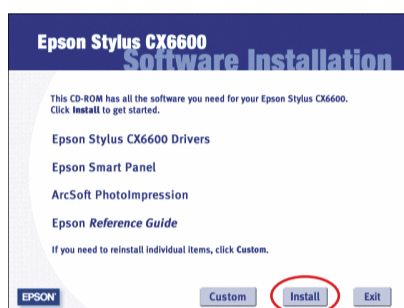 Epson Stylus CX6600
Software Installation
This CD-ROM has all the software you need for your Epson Stylus CX6600.
Click Install to get started.
Epson Stylus CX6600 Drivers
Epson Smart Panel
ArcSoft PhotoImpression
Epson Reference Guide
If you need to reinstall individual items, click Custom.
EPSON Custom Install Exit